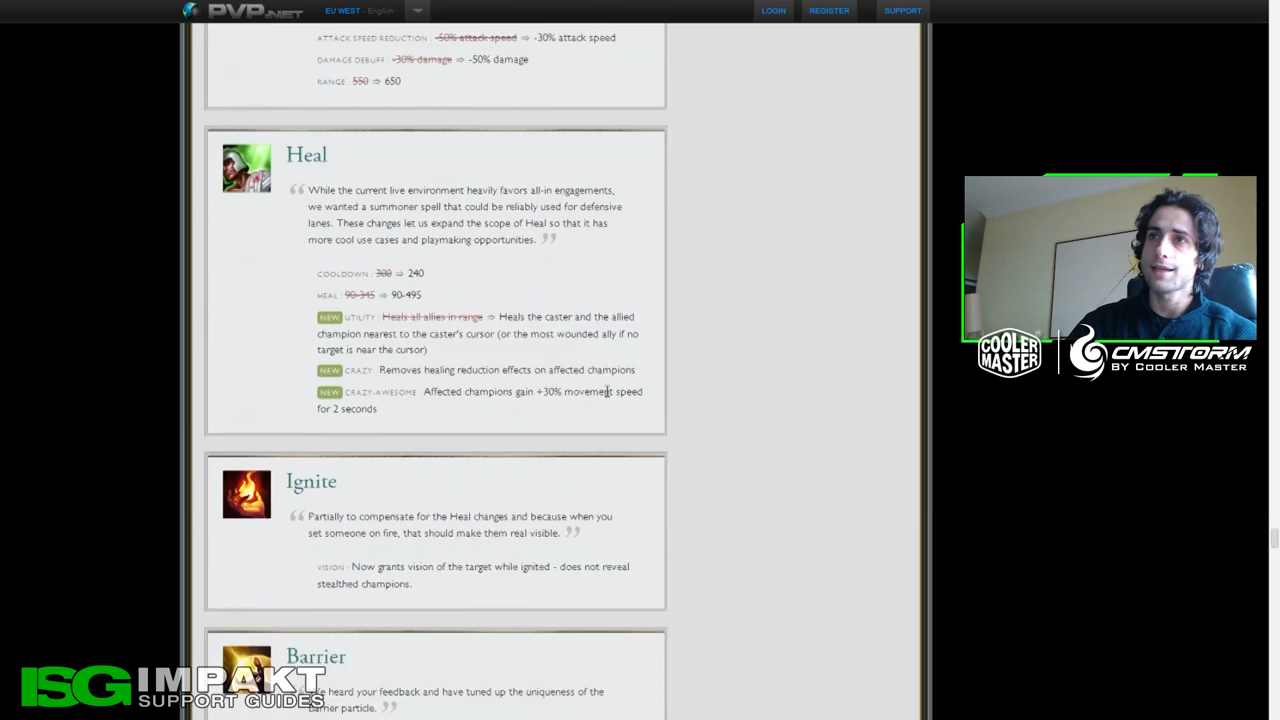 PVP.NET EU WEST - English LOGIN REGISTER SUPPORT
ATTACK SPEED REDUCTION : -50% attack speed ⇒ -30% attack speed
DAMAGE DEBUFF : -30% damage ⇒ -50% damage
RANGE : 550 ⇒ 650
Heal
While the current live environment heavily favors all-in engagements,
we wanted a summoner spell that could be reliably used for defensive
lanes. These changes let us expand the scope of Heal so that it has
more cool use cases and playmaking opportunities.
COOLDOWN : 300 ⇒ 240
HEAL : 90-345 ⇒ 90-495
NEW UTILITY : Heals all allies in range ⇒ Heals the caster and the allied
champion nearest to the caster's cursor (or the most wounded ally if no
target is near the cursor)
NEW CRAZY : Removes healing reduction effects on affected champions
NEW CRAZY-AWESOME : Affected champions gain +30% movement speed
for 2 seconds
Ignite
Partially to compensate for the Heal changes and because when you
set someone on fire, that should make them real visible.
VISION : Now grants vision of the target while ignited - does not reveal
stealthed champions.
Barrier
heard your feedback and have tuned up the uniqueness of the
barrier particle.
COOLER
MASTER
CMSTORM
BY COOLER MASTER
ISG IMPAKT
SUPPORT GUIDES